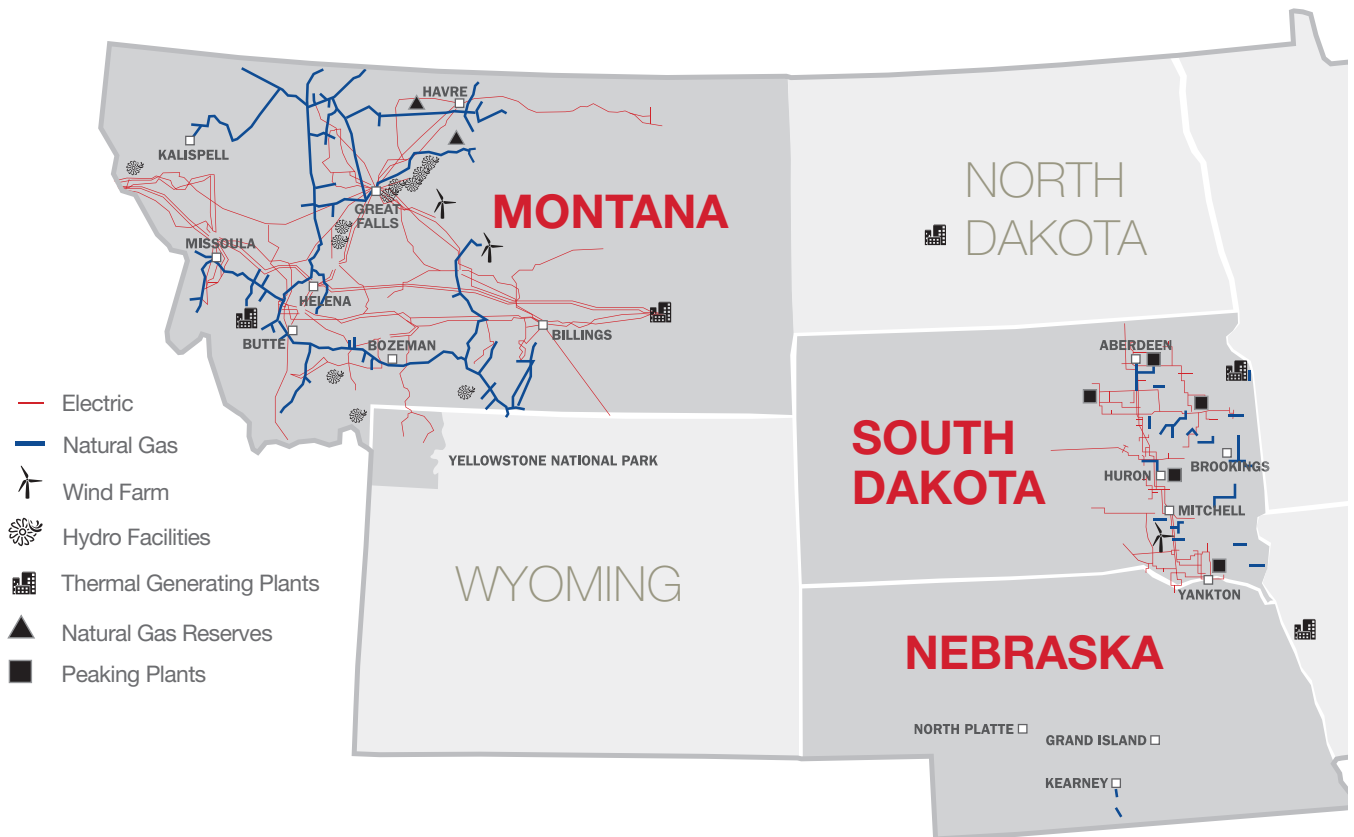 HAVRE
KALISPELL
GREAT
FALLS
MONTANA
MISSOULA
HELENA
BUTTE
BOZEMAN
BILLINGS
NORTH
DAKOTA
ABERDEEN
SOUTH
DAKOTA
BROOKINGS
HURON
MITCHELL
YANKTON
Electric
Natural Gas
Wind Farm
Hydro Facilities
Thermal Generating Plants
Natural Gas Reserves
Peaking Plants
YELLOWSTONE NATIONAL PARK
WYOMING
NEBRASKA
NORTH PLATTE
GRAND ISLAND
KEARNEY